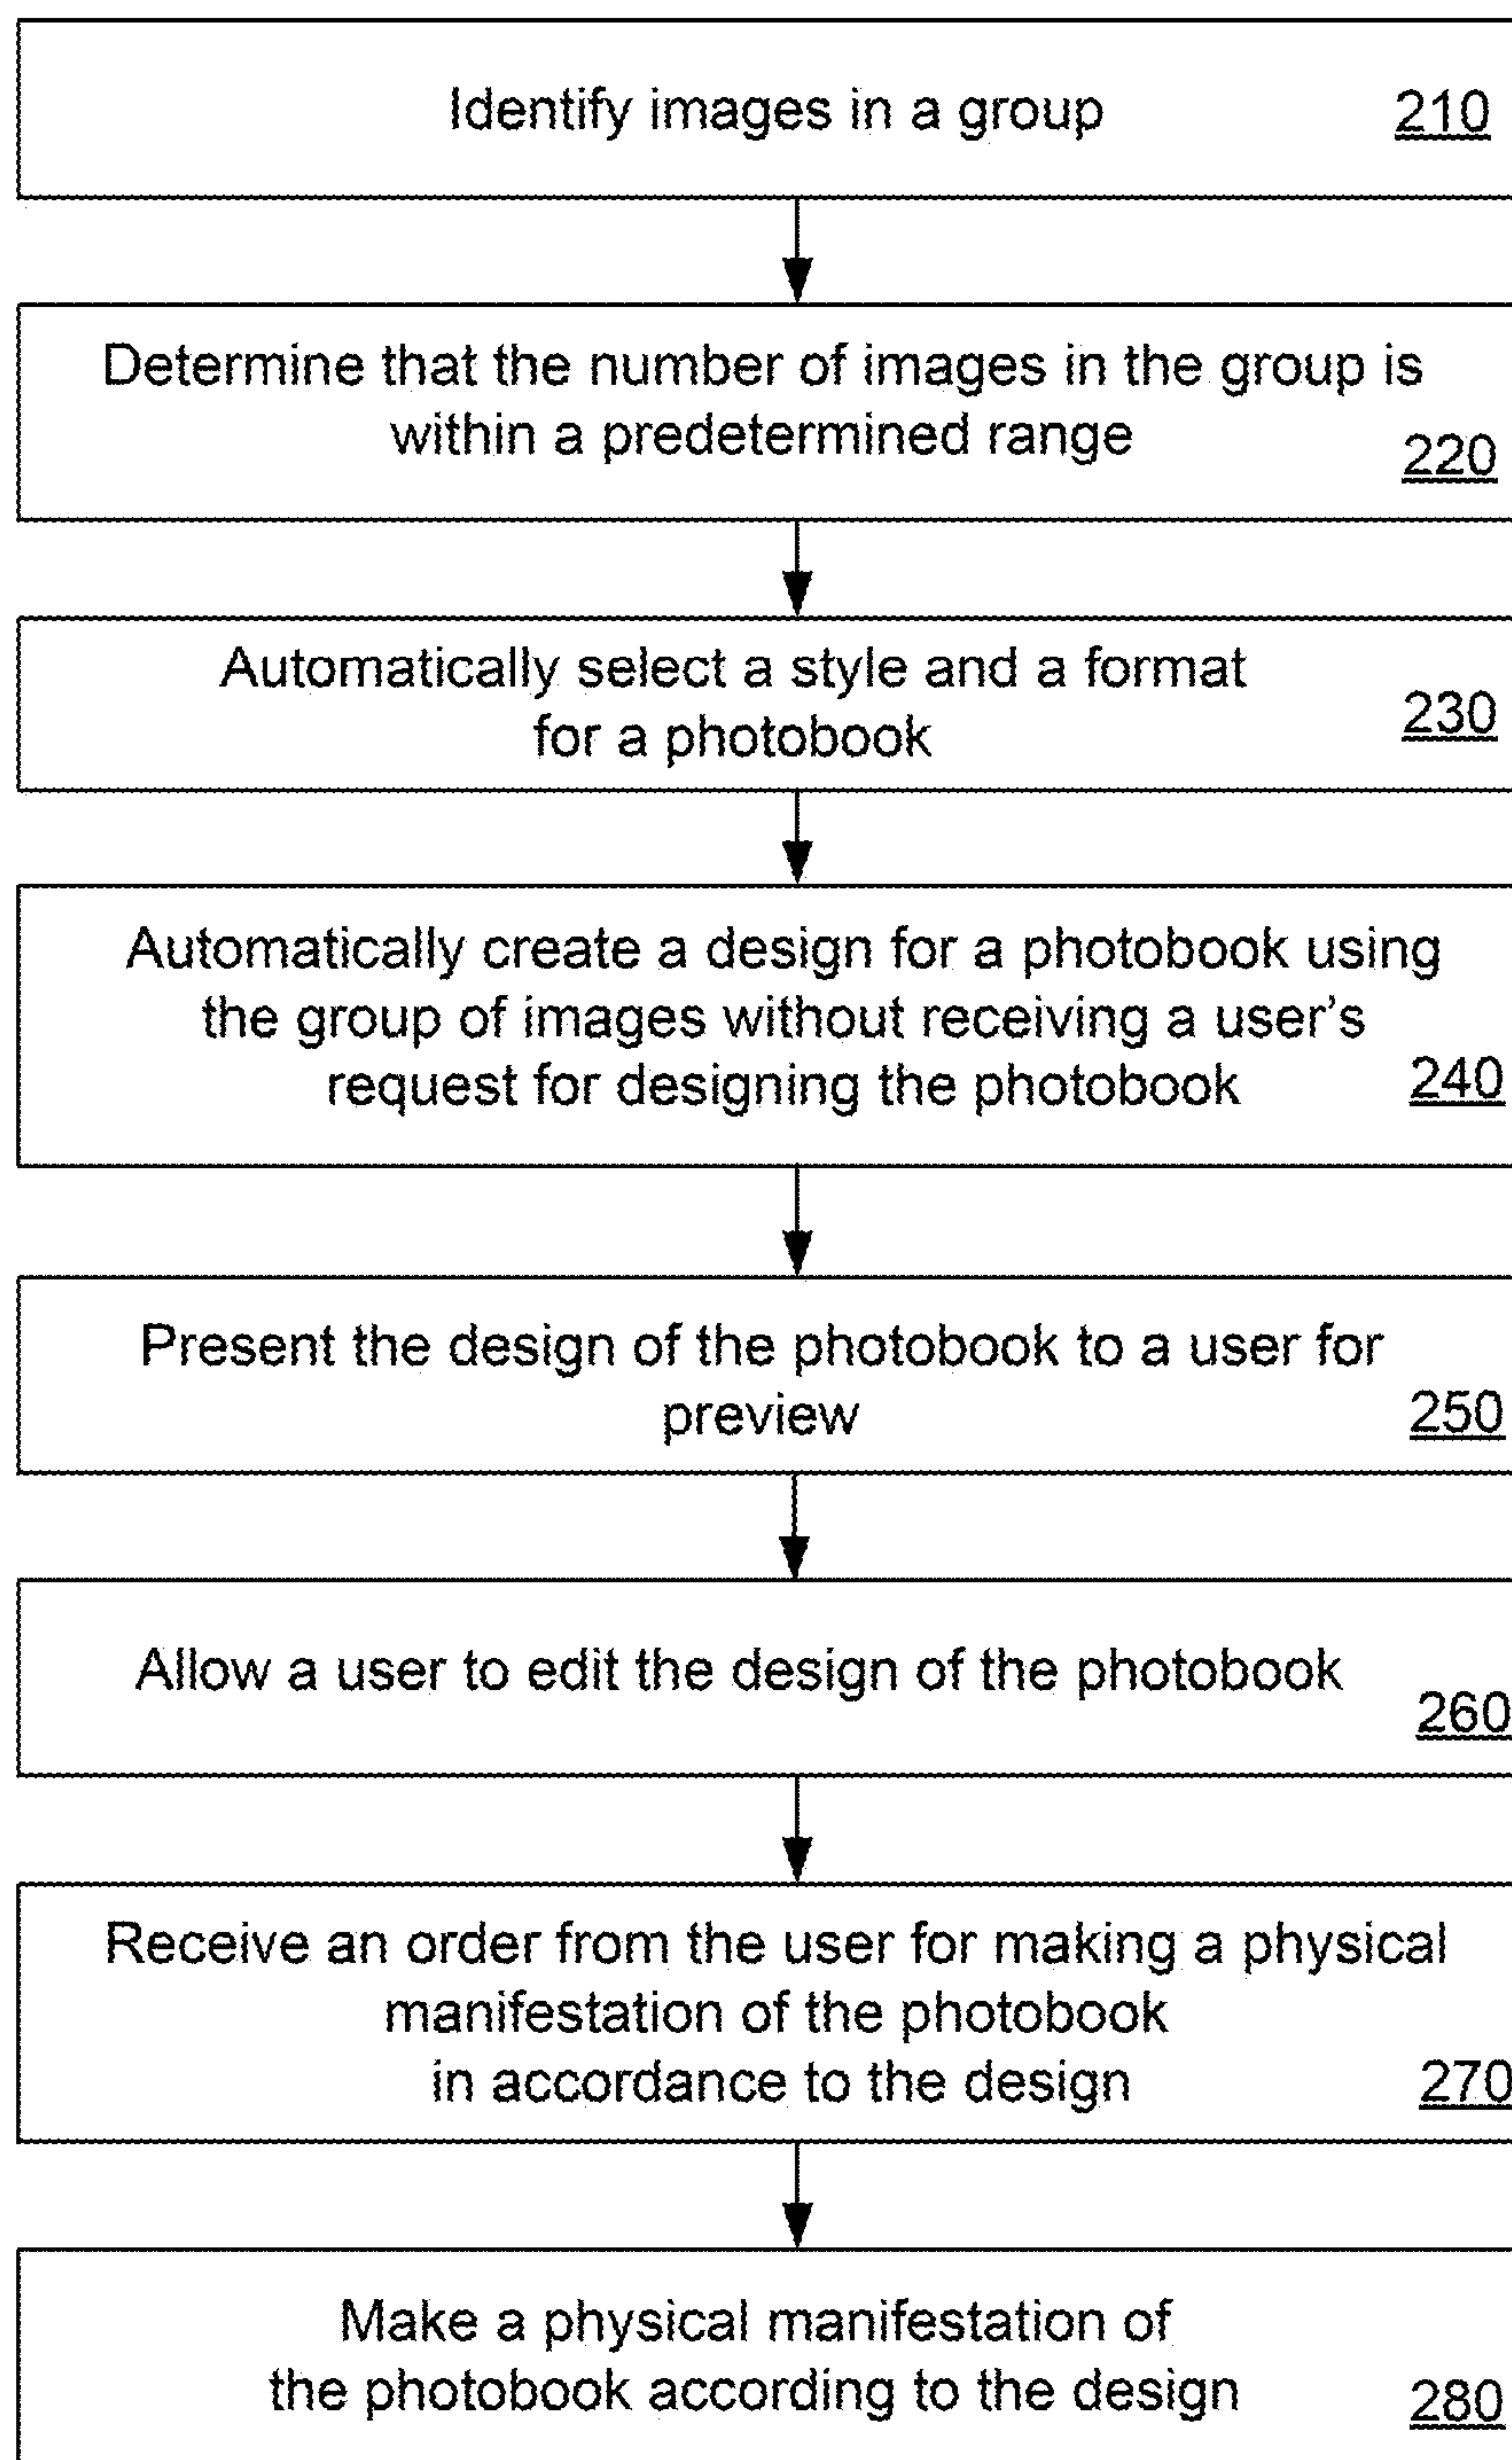 Identify images in a group 210
Determine that the number of images in the group is
within a predetermined range 220
Automatically select a style and a format
for a photobook 230
Automatically create a design for a photobook using
the group of images without receiving a user's
request for designing the photobook 240
Present the design of the photobook to a user for
preview 250
Allow a user to edit the design of the photobook
260
Receive an order from the user for making a physical
manifestation of the photobook
in accordance to the design 270
Make a physical manifestation of
the photobook according to the design 280